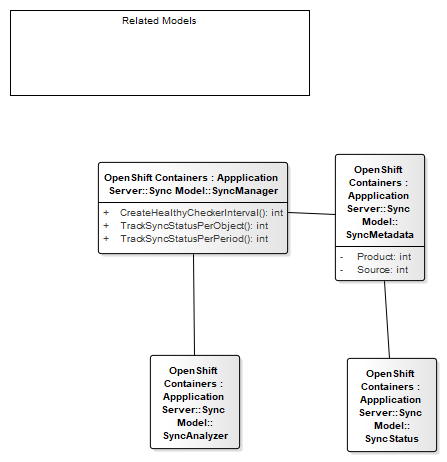 Related Models
OpenShift Containers : Appplication
Server::Sync Model::SyncManager
+ CreateHealthyCheckerInterval(): int
+ TrackSyncStatusPerObject(): int
+ TrackSyncStatusPerPeriod(): int
OpenShift
Containers :
Appplication
Server::Sync
Model::
SyncMetadata
- Product: int
- Source: int
OpenShift
Containers :
Appplication
Server::Sync
Model::
SyncAnalyzer
OpenShift
Containers :
Appplication
Server::Sync
Model::
SyncStatus